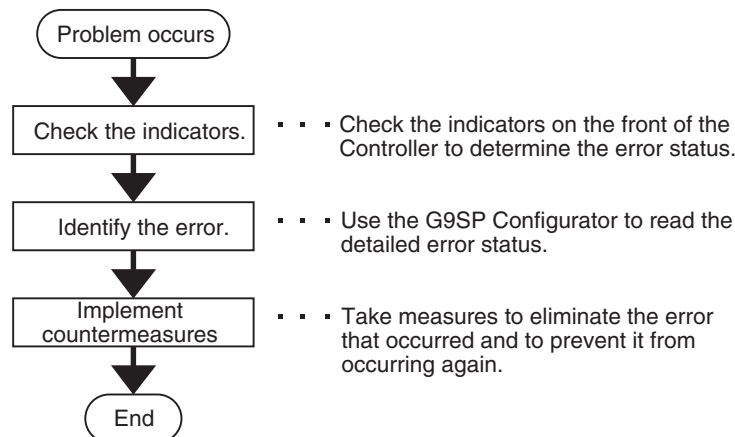 Problem occurs
Check the indicators.
Check the indicators on the front of the
Controller to determine the error status.
Identify the error.
Use the G9SP Configurator to read the
detailed error status.
Implement
countermeasures
Take measures to eliminate the error
that occurred and to prevent it from
occurring again.
End